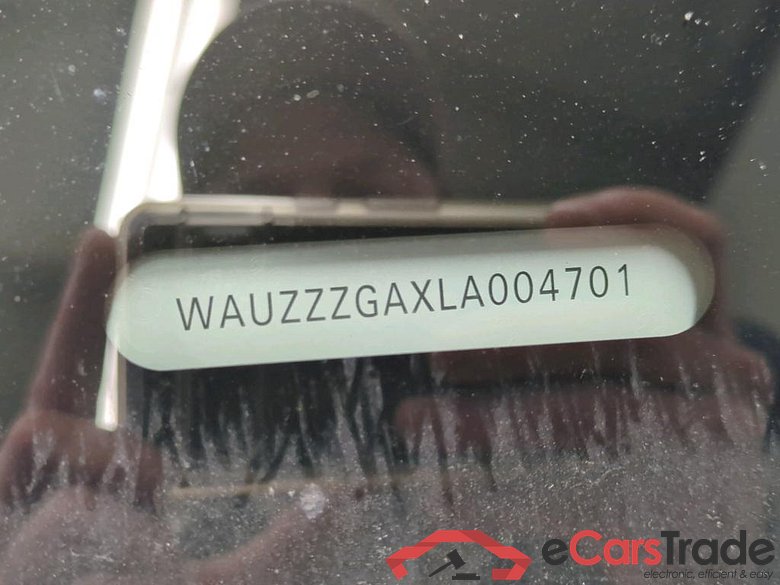 WAUZZZGAXLA004701
eCarsTrade
electronic, efficient & easy